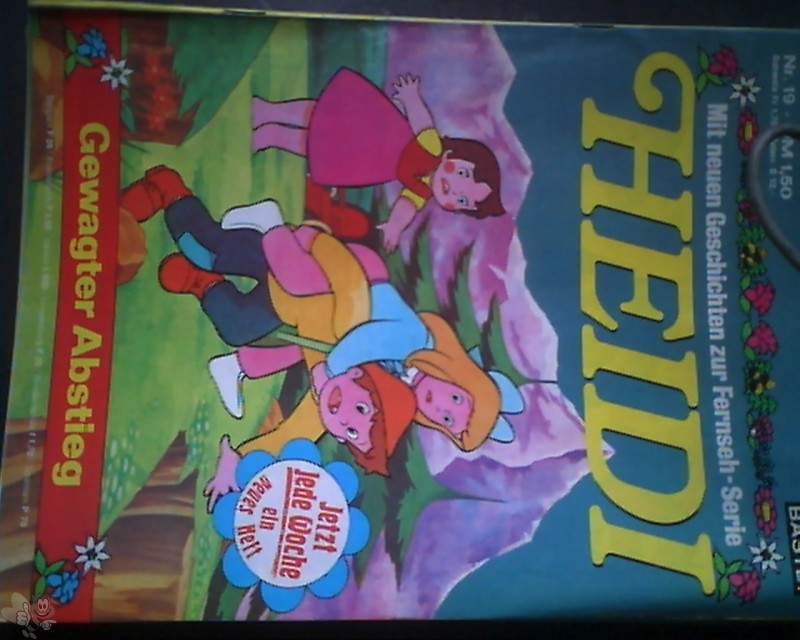 Nr. 19
DM 1,50
BASTEI
Mit neuen Geschichten zur Fernseh-Serie
HEIDI
Jetzt
Jede Woche
ein
neues Heft
Gewagter Abstieg